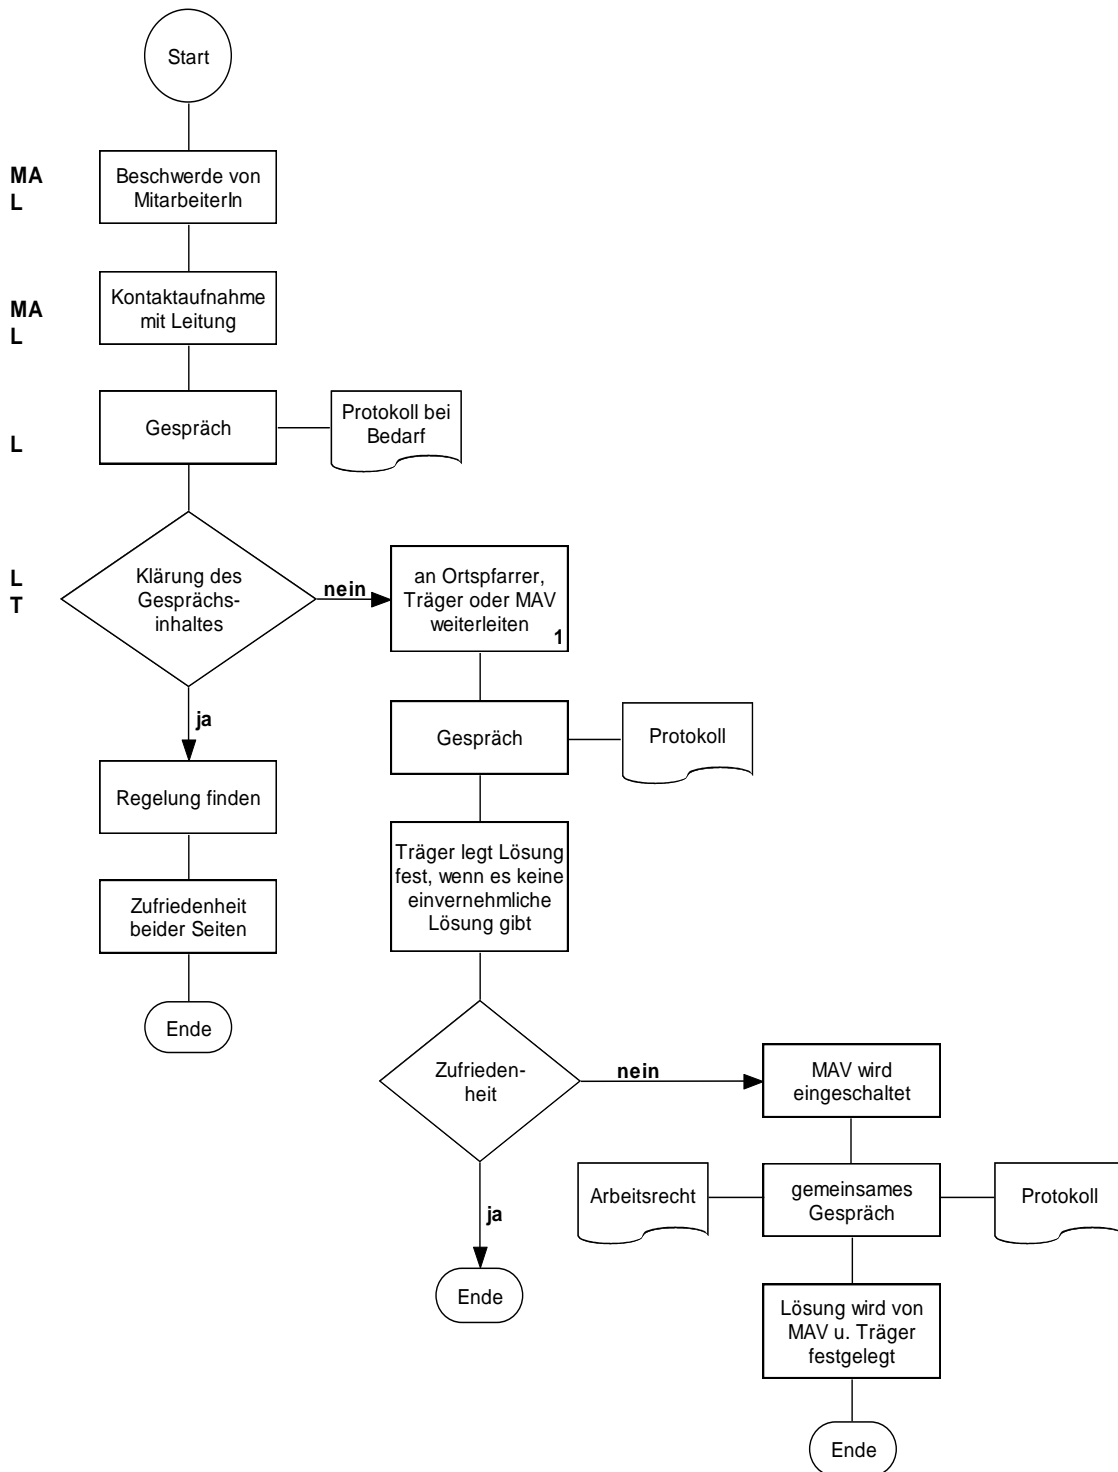 Start
MA
L
Beschwerde von
MitarbeiterIn
MA
L
Kontaktaufnahme
mit Leitung
L
Gespräch
Protokoll bei
Bedarf
L
T
Klärung des
Gesprächs-
inhaltes
nein
an Ortspfarrer,
Träger oder MAV
weiterleiten
1
ja
Gespräch
Protokoll
Regelung finden
Träger legt Lösung
fest, wenn es keine
einvernehmliche
Lösung gibt
Zufriedenheit
beider Seiten
Ende
Zufrieden-
heit
nein
MAV wird
eingeschaltet
ja
Arbeitsrecht
gemeinsames
Gespräch
Protokoll
Ende
Lösung wird von
MAV u. Träger
festgelegt
Ende